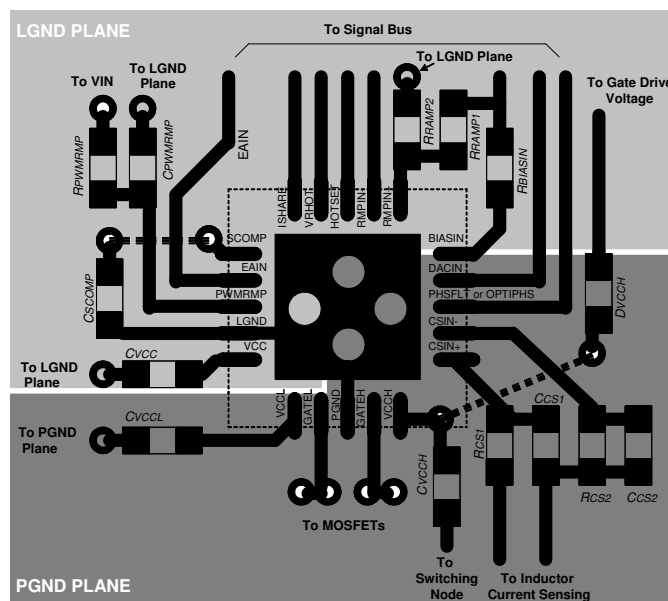 LGND PLANE
To Signal Bus
To LGND Plane
To VIN
To LGND
Plane
To Gate Drive
Voltage
RPWMRMP
CPWMRMP
EAIN
RRAMP2
RRAMP1
RBIASIN
ISHARE
VRHOT
HOTSET
RMPIN-
RMPIN+
SCOMP
BIASIN
EAIN
DACIN
PWMRMP
PHSFLT or OPTIPHS
LGND
CSIN-
VCC
CSIN+
CSCOMP
DVCCH
CVCC
To LGND
Plane
CVCCL
To PGND
Plane
VCCL
GATEL
PGND
GATEH
VCCH
CCS1
RCS1
CVCCH
RCS2
CCS2
To MOSFETs
To
Switching
Node
To Inductor
Current Sensing
PGND PLANE